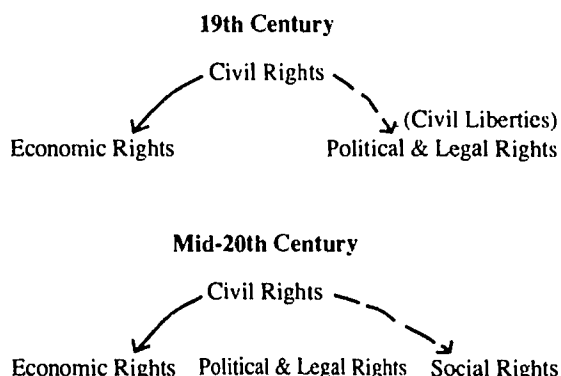 19th Century
Civil Rights
(Civil Liberties)
Economic Rights Political & Legal Rights
Mid-20th Century
Civil Rights
Economic Rights Political & Legal Rights Social Rights